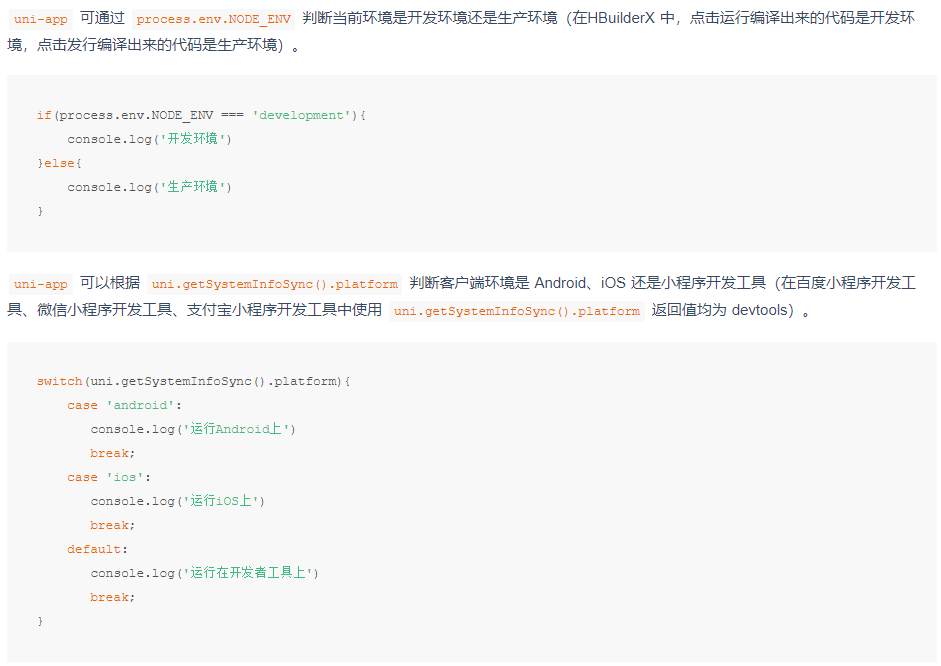 uni-app 可通过 process.env.NODE_ENV 判断当前环境是开发环境还是生产环境（在HBuilderX 中，点击运行编译出来的代码是开发环
境，点击发行编译出来的代码是生产环境）。
if(process.env.NODE_ENV === 'development'){
    console.log('开发环境')
}else{
    console.log('生产环境')
}
uni-app 可以根据 uni.getSystemInfoSync().platform 判断客户端环境是 Android、iOS 还是小程序开发工具（在百度小程序开发工
具、微信小程序开发工具、支付宝小程序开发工具中使用 uni.getSystemInfoSync().platform 返回值均为 devtools）。
switch(uni.getSystemInfoSync().platform){
    case 'android':
       console.log('运行Android上')
       break;
    case 'ios':
       console.log('运行iOS上')
       break;
    default:
       console.log('运行在开发者工具上')
       break;
}